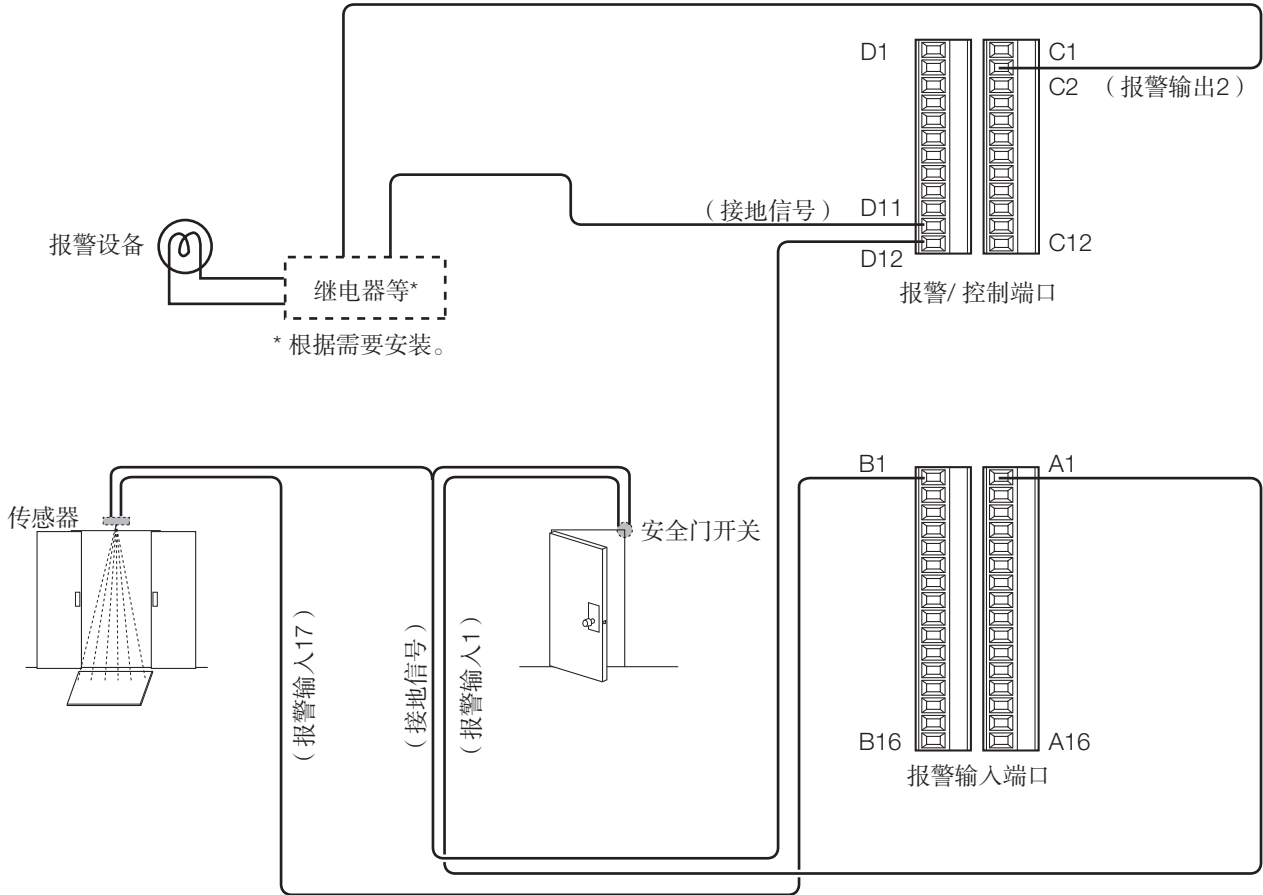 D1
C1
C2 （报警输出2）
（接地信号） D11
D12
C12
报警/ 控制端口
报警设备
继电器等*
* 根据需要安装。
B1
A1
传感器
安全门开关
（报警输入17）
（接地信号）
（报警输入1）
B16
A16
报警输入端口